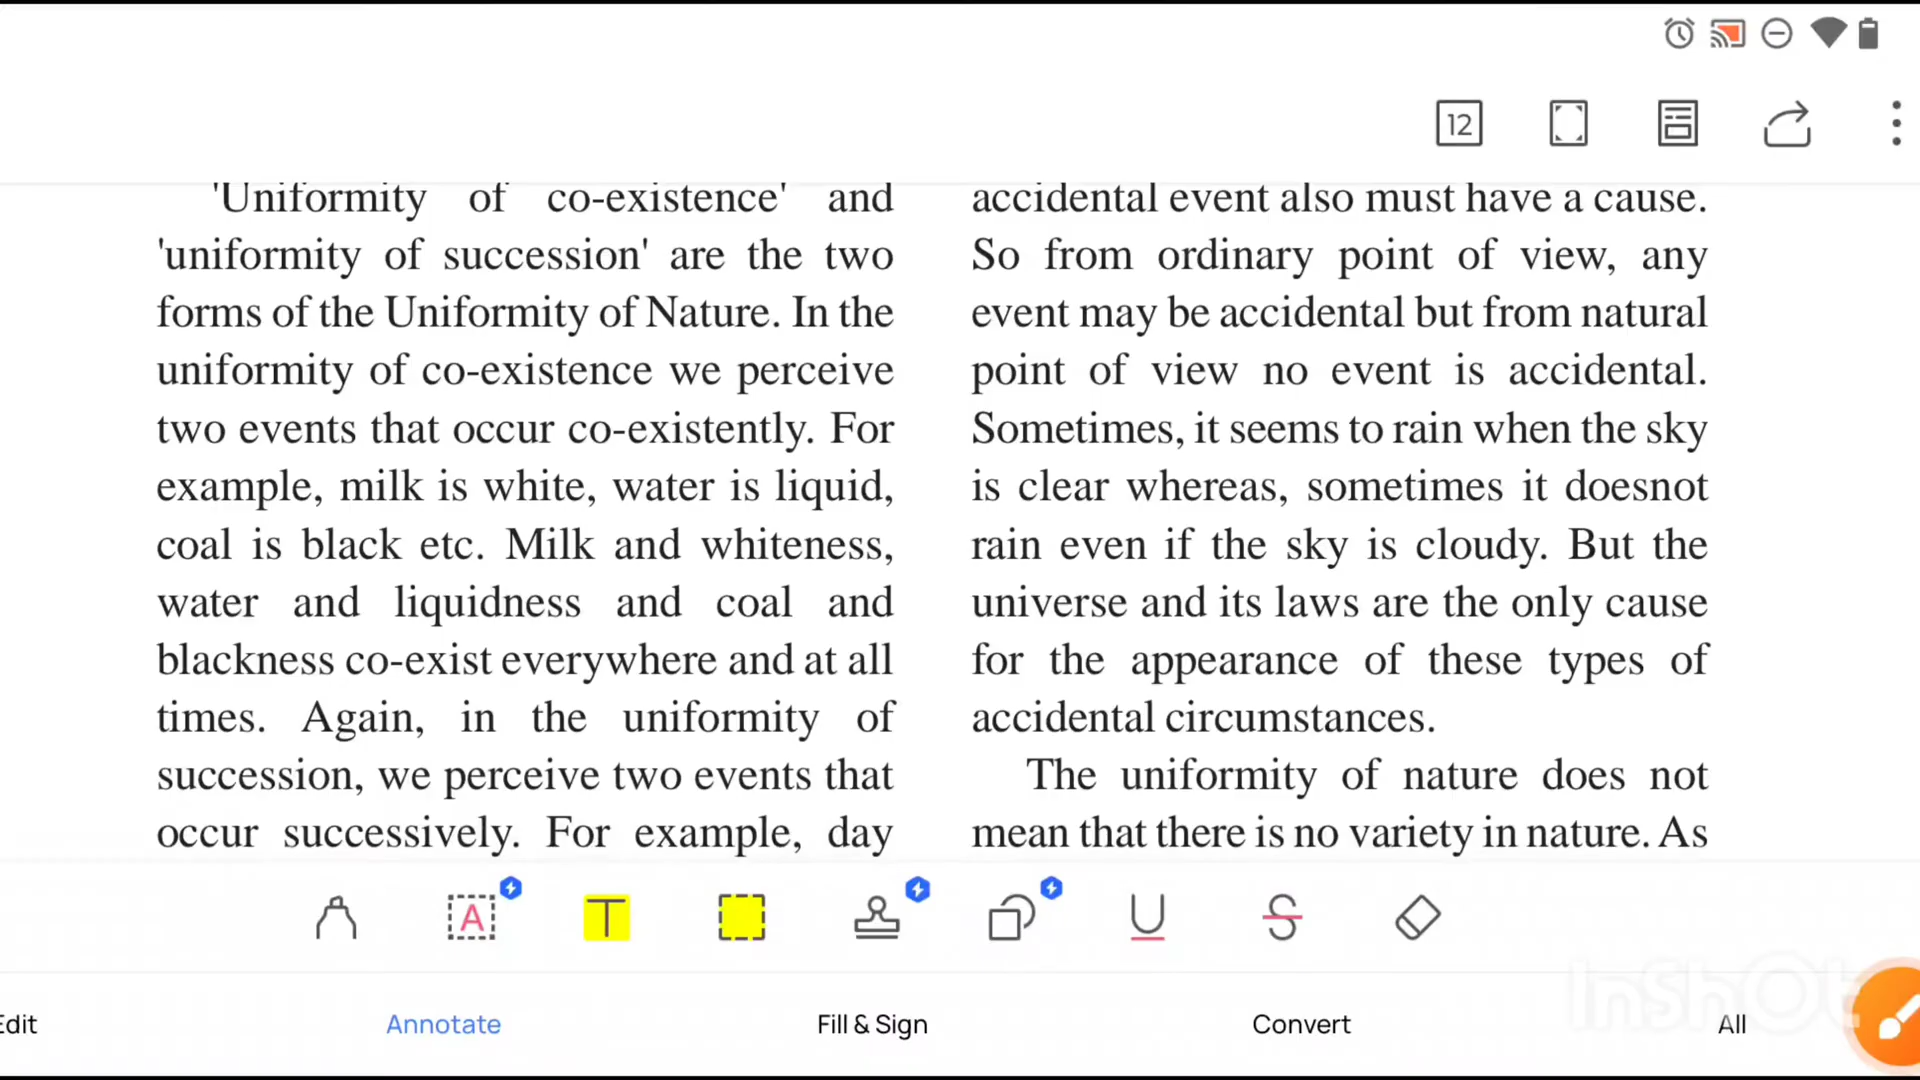 12
'Uniformity of co-existence' and
'uniformity of succession' are the two
forms of the Uniformity of Nature. In the
uniformity of co-existence we perceive
two events that occur co-existently. For
example, milk is white, water is liquid,
coal is black etc. Milk and whiteness,
water and liquidness and coal and
blackness co-exist everywhere and at all
times. Again, in the uniformity of
succession, we perceive two events that
occur successively. For example, day
accidental event also must have a cause.
So from ordinary point of view, any
event may be accidental but from natural
point of view no event is accidental.
Sometimes, it seems to rain when the sky
is clear whereas, sometimes it doesnot
rain even if the sky is cloudy. But the
universe and its laws are the only cause
for the appearance of these types of
accidental circumstances.
The uniformity of nature does not
mean that there is no variety in nature. As
A T U S
Edit Annotate Fill & Sign Convert All
InShOt